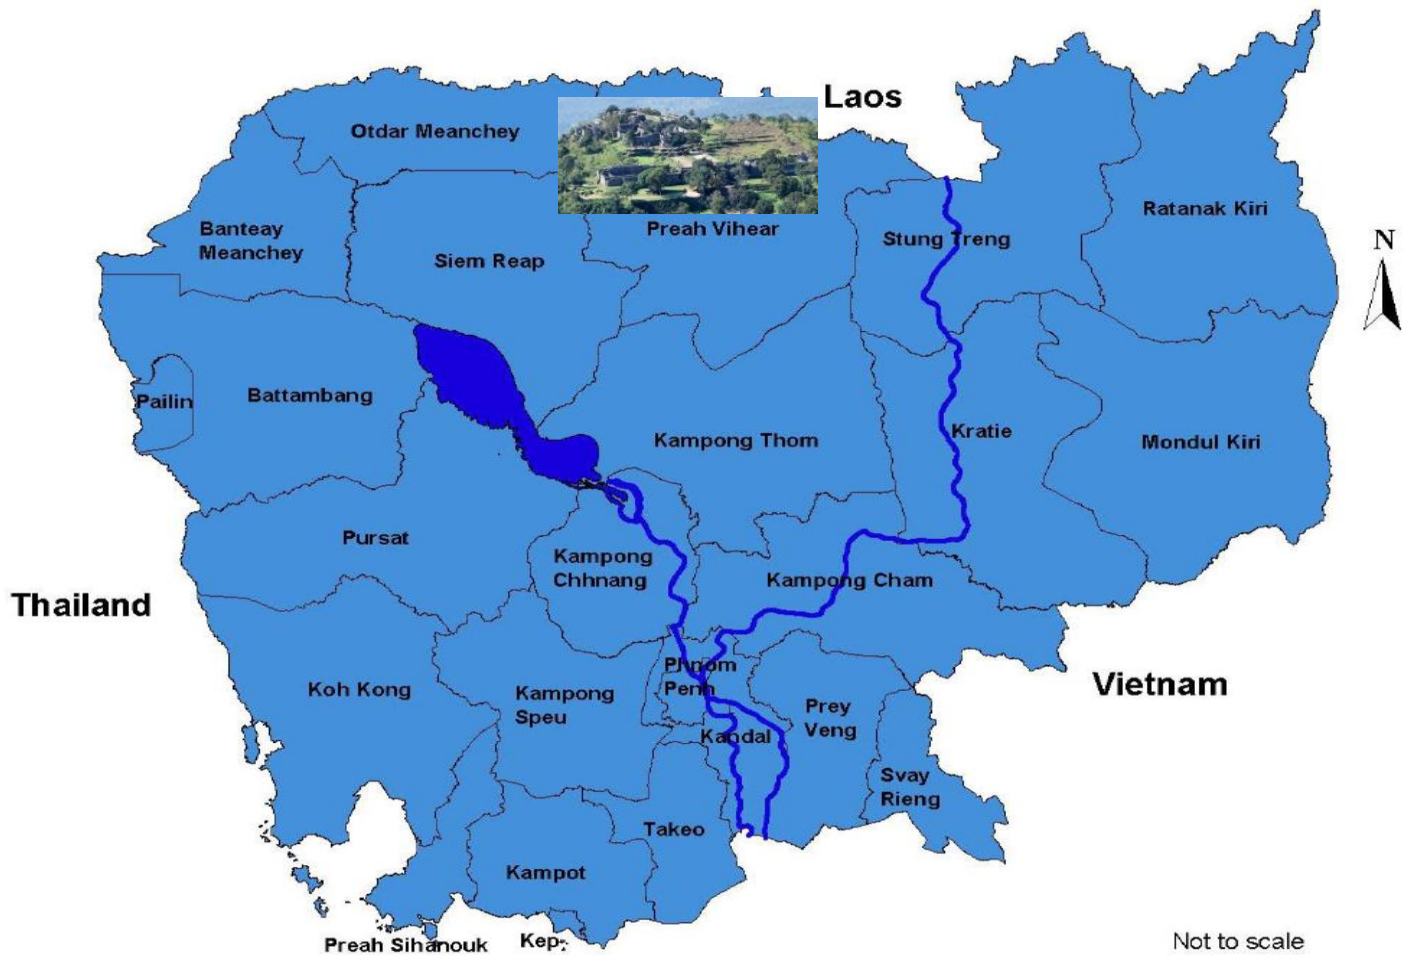 Laos
Otdar Meanchey
Ratanak Kiri
Banteay
Meanchey
Preah Vihear
Stung Treng
N
Siem Reap
Pailin
Battambang
Kampong Thom
Kratie
Mondul Kiri
Pursat
Kampong
Chhnang
Kampong Cham
Thailand
Phnom
Penh
Vietnam
Koh Kong
Kampong
Speu
Prey
Veng
Kandal
Svay
Rieng
Takeo
Kampot
Preah Sihanouk
Kep
Not to scale